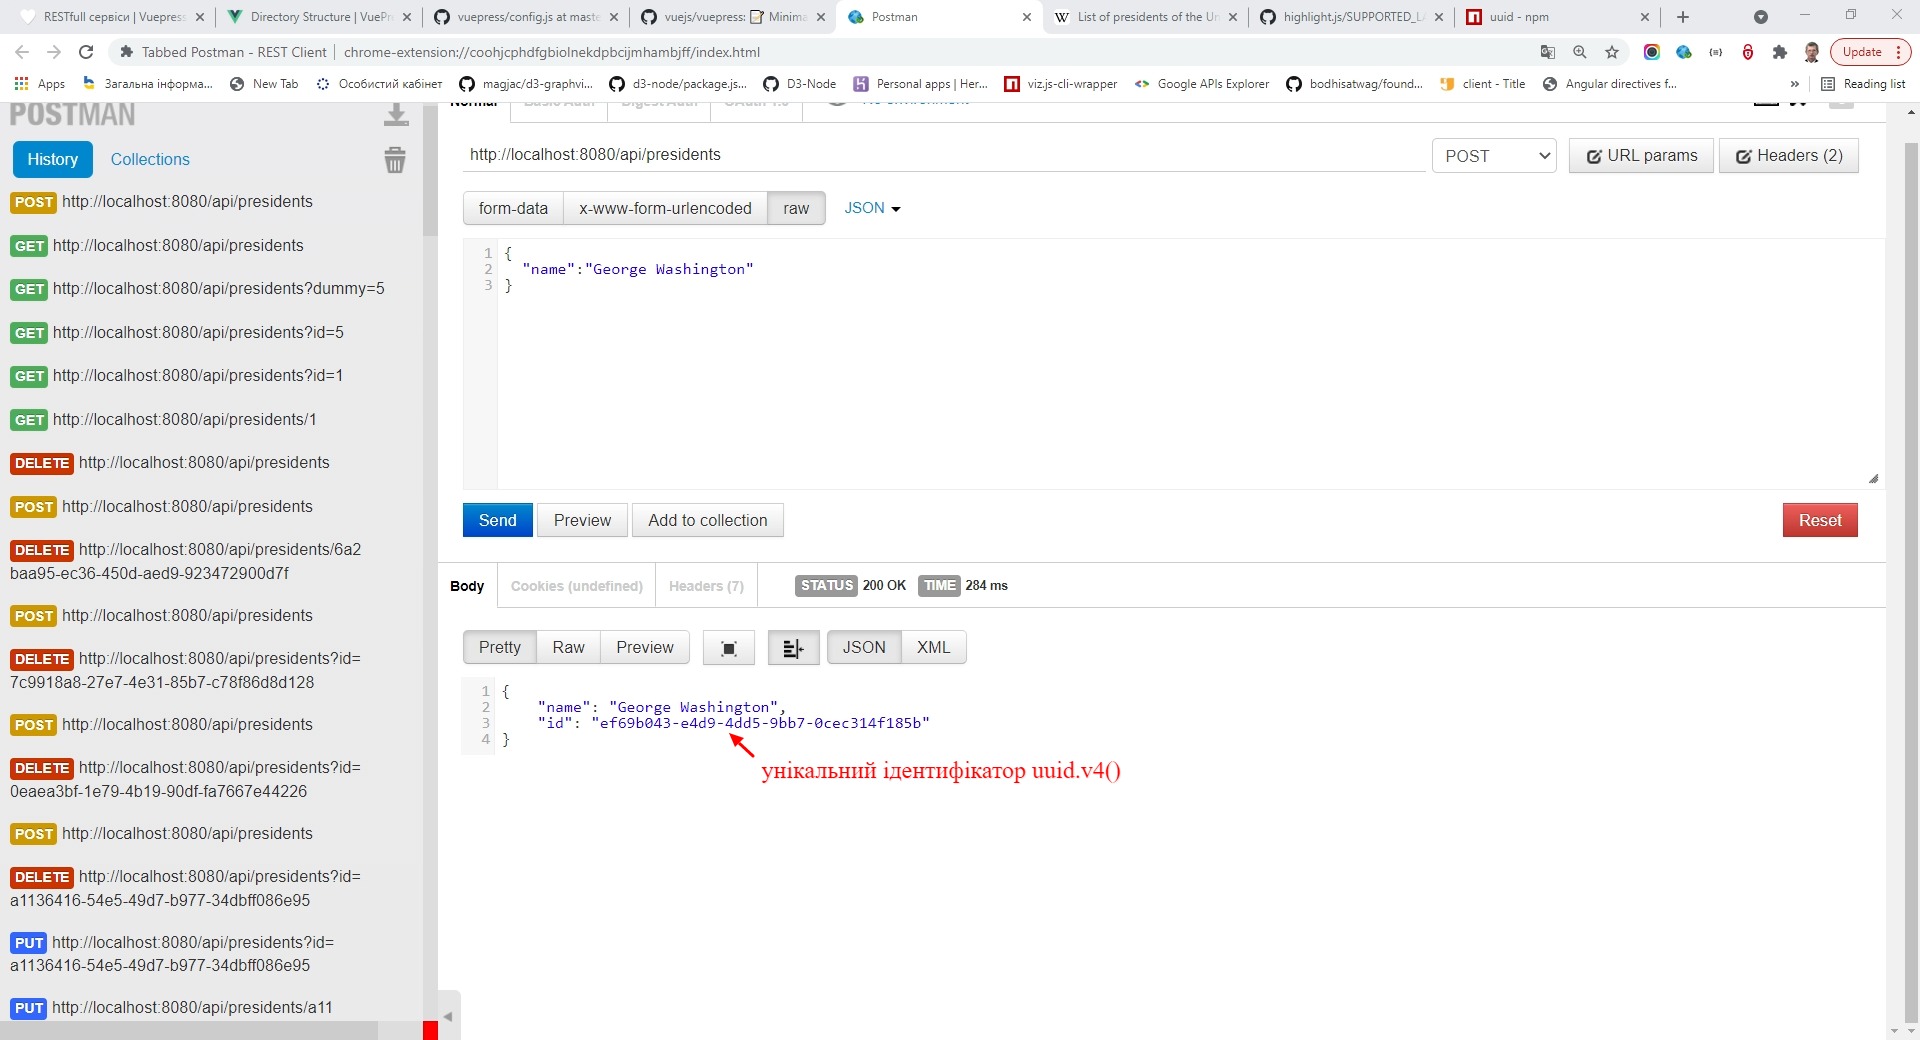 RESTfull сервіси | Vuepress
Directory Structure | VuePr
vuepress/config.js at maste
vuejs/vuepress: 📝 Minima
Postman
List of presidents of the Un
highlight.js/SUPPORTED_LA
uuid - npm
Tabbed Postman - REST Client | chrome-extension://coohjcphdfgbiolnekdpbcijmhambjff/index.html
Update
Apps
Загальна інформа...
New Tab
Особистий кабінет
magjac/d3-graphvi...
d3-node/package.js...
D3-Node
Personal apps | Her...
viz.js-cli-wrapper
Google APIs Explorer
bodhisatwag/found...
client - Title
Angular directives f...
»
Reading list
POSTMAN
Normal
Basic Auth
Digest Auth
OAuth 1.0
No environment
History
Collections
http://localhost:8080/api/presidents
POST
URL params
Headers (2)
POST http://localhost:8080/api/presidents
GET http://localhost:8080/api/presidents
GET http://localhost:8080/api/presidents?dummy=5
GET http://localhost:8080/api/presidents?id=5
GET http://localhost:8080/api/presidents?id=1
GET http://localhost:8080/api/presidents/1
DELETE http://localhost:8080/api/presidents
POST http://localhost:8080/api/presidents
DELETE http://localhost:8080/api/presidents/6a2
baa95-ec36-450d-aed9-923472900d7f
POST http://localhost:8080/api/presidents
DELETE http://localhost:8080/api/presidents?id=
7c9918a8-27e7-4e31-85b7-c78f86d8d128
POST http://localhost:8080/api/presidents
DELETE http://localhost:8080/api/presidents?id=
0eaea3bf-1e79-4b19-90df-fa7667e44226
POST http://localhost:8080/api/presidents
DELETE http://localhost:8080/api/presidents?id=
a1136416-54e5-49d7-b977-34dbff086e95
PUT http://localhost:8080/api/presidents?id=
a1136416-54e5-49d7-b977-34dbff086e95
PUT http://localhost:8080/api/presidents/a11
form-data
x-www-form-urlencoded
raw
JSON
1 {
2 "name":"George Washington"
3 }
Send
Preview
Add to collection
Reset
Body
Cookies (undefined)
Headers (7)
STATUS 200 OK
TIME 284 ms
Pretty
Raw
Preview
JSON
XML
1 {
2 "name": "George Washington",
3 "id": "ef69b043-e4d9-4dd5-9bb7-0cec314f185b"
4 }
унікальний ідентифікатор uuid.v4()